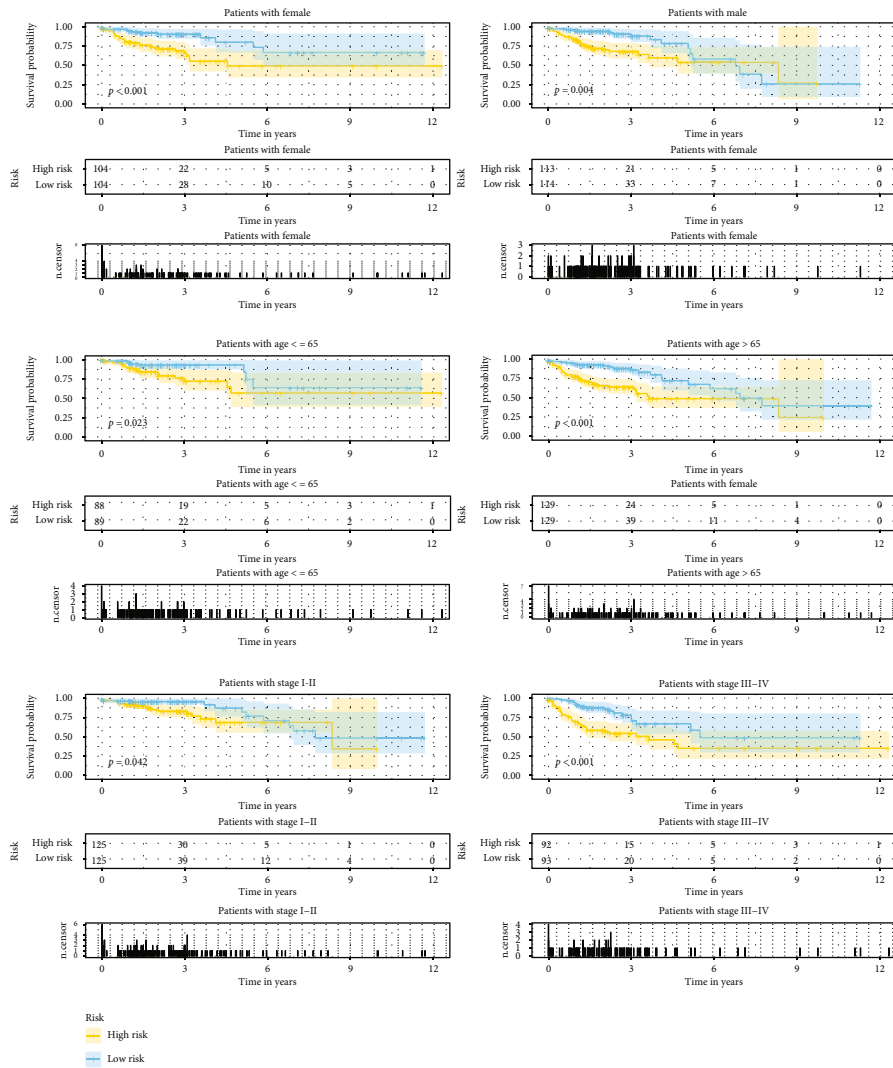 Patients with female
Survival probability
1.00
0.75
0.50
0.25
0.00
p < 0.001
0 3 6 9 12
Time in years
Patients with female
Risk
High risk 104 22 5 3 1
Low risk 104 28 10 5 0
0 3 6 9 12
Time in years
Patients with female
n.censor
0 3 6 9 12
Time in years
Patients with male
Survival probability
1.00
0.75
0.50
0.25
0.00
p = 0.004
0 3 6 9 12
Time in years
Patients with female
Risk
High risk 113 21 5 1 0
Low risk 114 33 7 1 0
0 3 6 9 12
Time in years
Patients with female
n.censor
3
2
1
0
0 3 6 9 12
Time in years
Patients with age < = 65
Survival probability
1.00
0.75
0.50
0.25
0.00
p = 0.023
0 3 6 9 12
Time in years
Patients with age < = 65
Risk
High risk 88 19 5 3 1
Low risk 89 22 6 2 0
0 3 6 9 12
Time in years
Patients with age < = 65
n.censor
4
3
2
1
0
0 3 6 9 12
Time in years
Patients with age > 65
Survival probability
1.00
0.75
0.50
0.25
0.00
p < 0.001
0 3 6 9 12
Time in years
Patients with female
Risk
High risk 129 24 5 1 0
Low risk 129 39 11 4 0
0 3 6 9 12
Time in years
Patients with age > 65
n.censor
0 3 6 9 12
Time in years
Patients with stage I-II
Survival probability
1.00
0.75
0.50
0.25
0.00
p = 0.042
0 3 6 9 12
Time in years
Patients with stage I–II
Risk
High risk 125 30 5 1 0
Low risk 125 39 12 4 0
0 3 6 9 12
Time in years
Patients with stage I–II
n.censor
0 3 6 9 12
Time in years
Patients with stage III–IV
Survival probability
1.00
0.75
0.50
0.25
0.00
p < 0.001
0 3 6 9 12
Time in years
Patients with stage III–IV
Risk
High risk 92 15 5 3 1
Low risk 93 20 5 2 0
0 3 6 9 12
Time in years
Patients with stage III–IV
n.censor
4
3
2
1
0
0 3 6 9 12
Time in years
Risk
High risk
Low risk